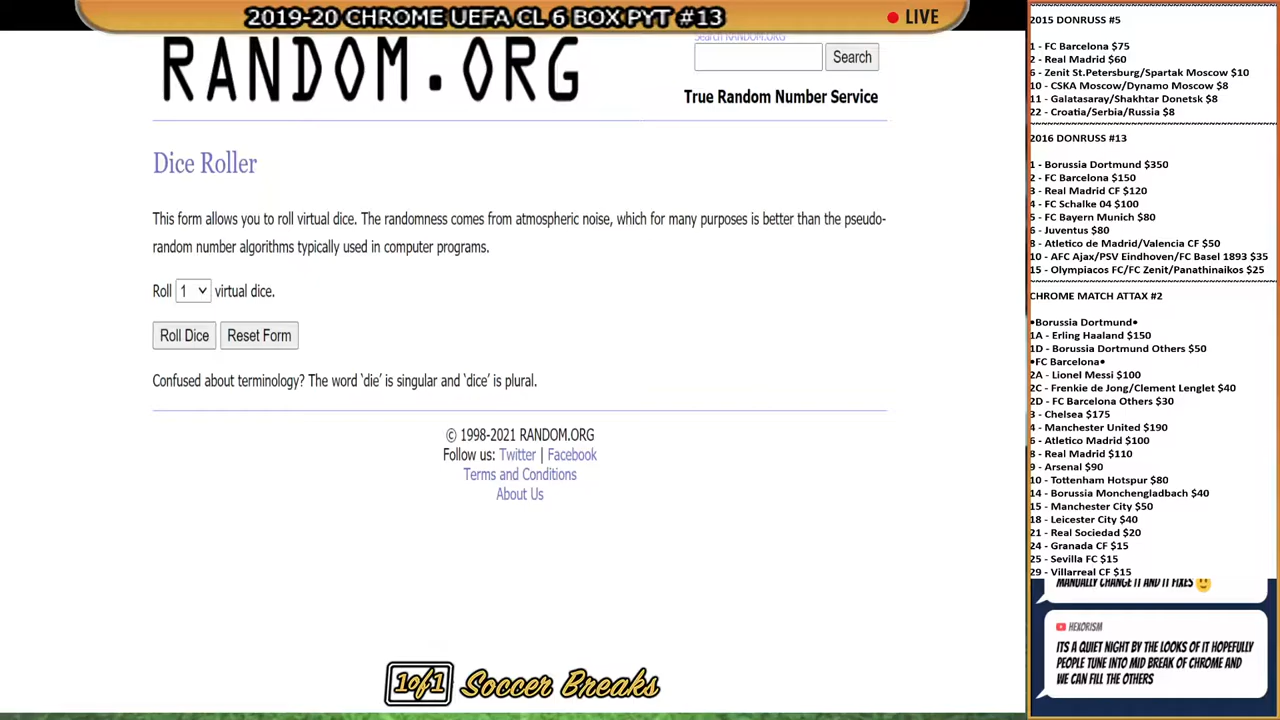 2019-20 CHROME UEFA CL 6 BOX PYT #13
LIVE
RANDOM.ORG
Search RANDOM.ORG
Search
True Random Number Service
Dice Roller
This form allows you to roll virtual dice. The randomness comes from atmospheric noise, which for many purposes is better than the pseudo-
random number algorithms typically used in computer programs.
Roll 1 virtual dice.
Roll Dice Reset Form
Confused about terminology? The word ‘die’ is singular and ‘dice’ is plural.
© 1998-2021 RANDOM.ORG
Follow us: Twitter | Facebook
Terms and Conditions
About Us
1of1 Soccer Breaks
2015 DONRUSS #5
1 - FC Barcelona $75
2 - Real Madrid $60
6 - Zenit St.Petersburg/Spartak Moscow $10
10 - CSKA Moscow/Dynamo Moscow $8
11 - Galatasaray/Shakhtar Donetsk $8
22 - Croatia/Serbia/Russia $8
2016 DONRUSS #13
1 - Borussia Dortmund $350
2 - FC Barcelona $150
3 - Real Madrid CF $120
4 - FC Schalke 04 $100
5 - FC Bayern Munich $80
6 - Juventus $80
8 - Atletico de Madrid/Valencia CF $50
10 - AFC Ajax/PSV Eindhoven/FC Basel 1893 $35
15 - Olympiacos FC/FC Zenit/Panathinaikos $25
CHROME MATCH ATTAX #2
•Borussia Dortmund•
1A - Erling Haaland $150
1D - Borussia Dortmund Others $50
•FC Barcelona•
2A - Lionel Messi $100
2C - Frenkie de Jong/Clement Lenglet $40
2D - FC Barcelona Others $30
3 - Chelsea $175
4 - Manchester United $190
6 - Atletico Madrid $100
8 - Real Madrid $110
9 - Arsenal $90
10 - Tottenham Hotspur $80
14 - Borussia Monchengladbach $40
15 - Manchester City $50
18 - Leicester City $40
21 - Real Sociedad $20
24 - Granada CF $15
25 - Sevilla FC $15
29 - Villarreal CF $15
MANUALLY CHANGE IT AND IT FIXES 🙂
HEXORISM
ITS A QUIET NIGHT BY THE LOOKS OF IT HOPEFULLY
PEOPLE TUNE INTO MID BREAK OF CHROME AND
WE CAN FILL THE OTHERS